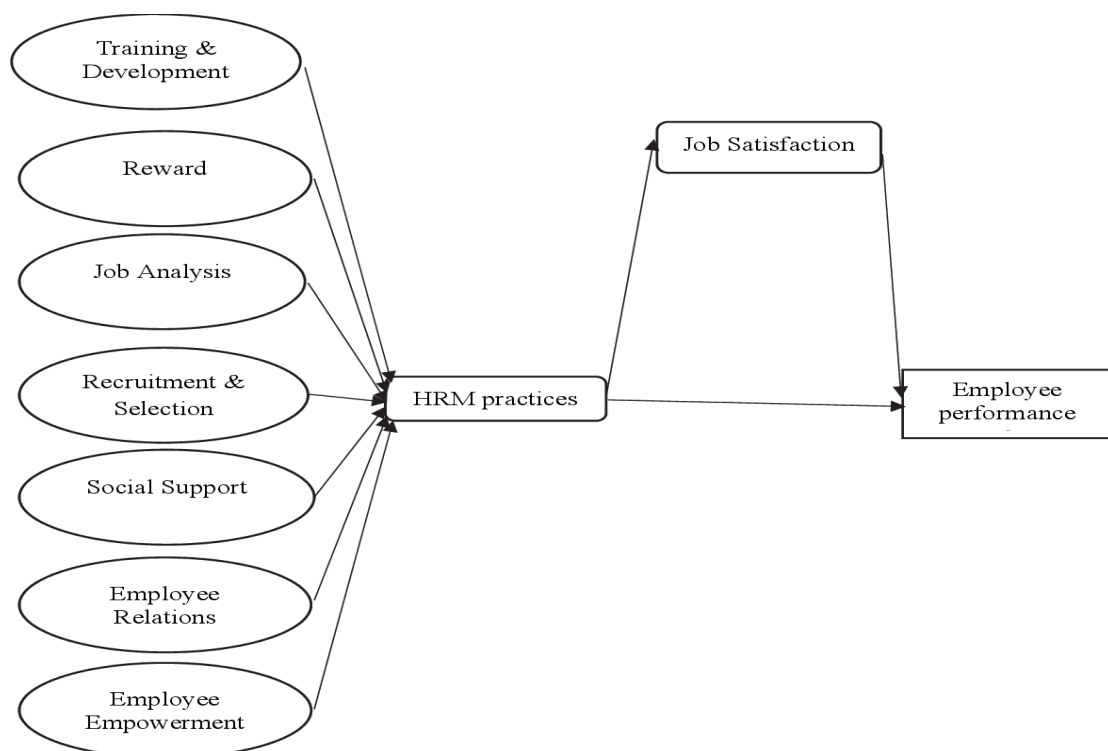 Training &
Development
Reward
Job Analysis
Recruitment &
Selection
Social Support
Employee
Relations
Employee
Empowerment
HRM practices
Job Satisfaction
Employee
performance